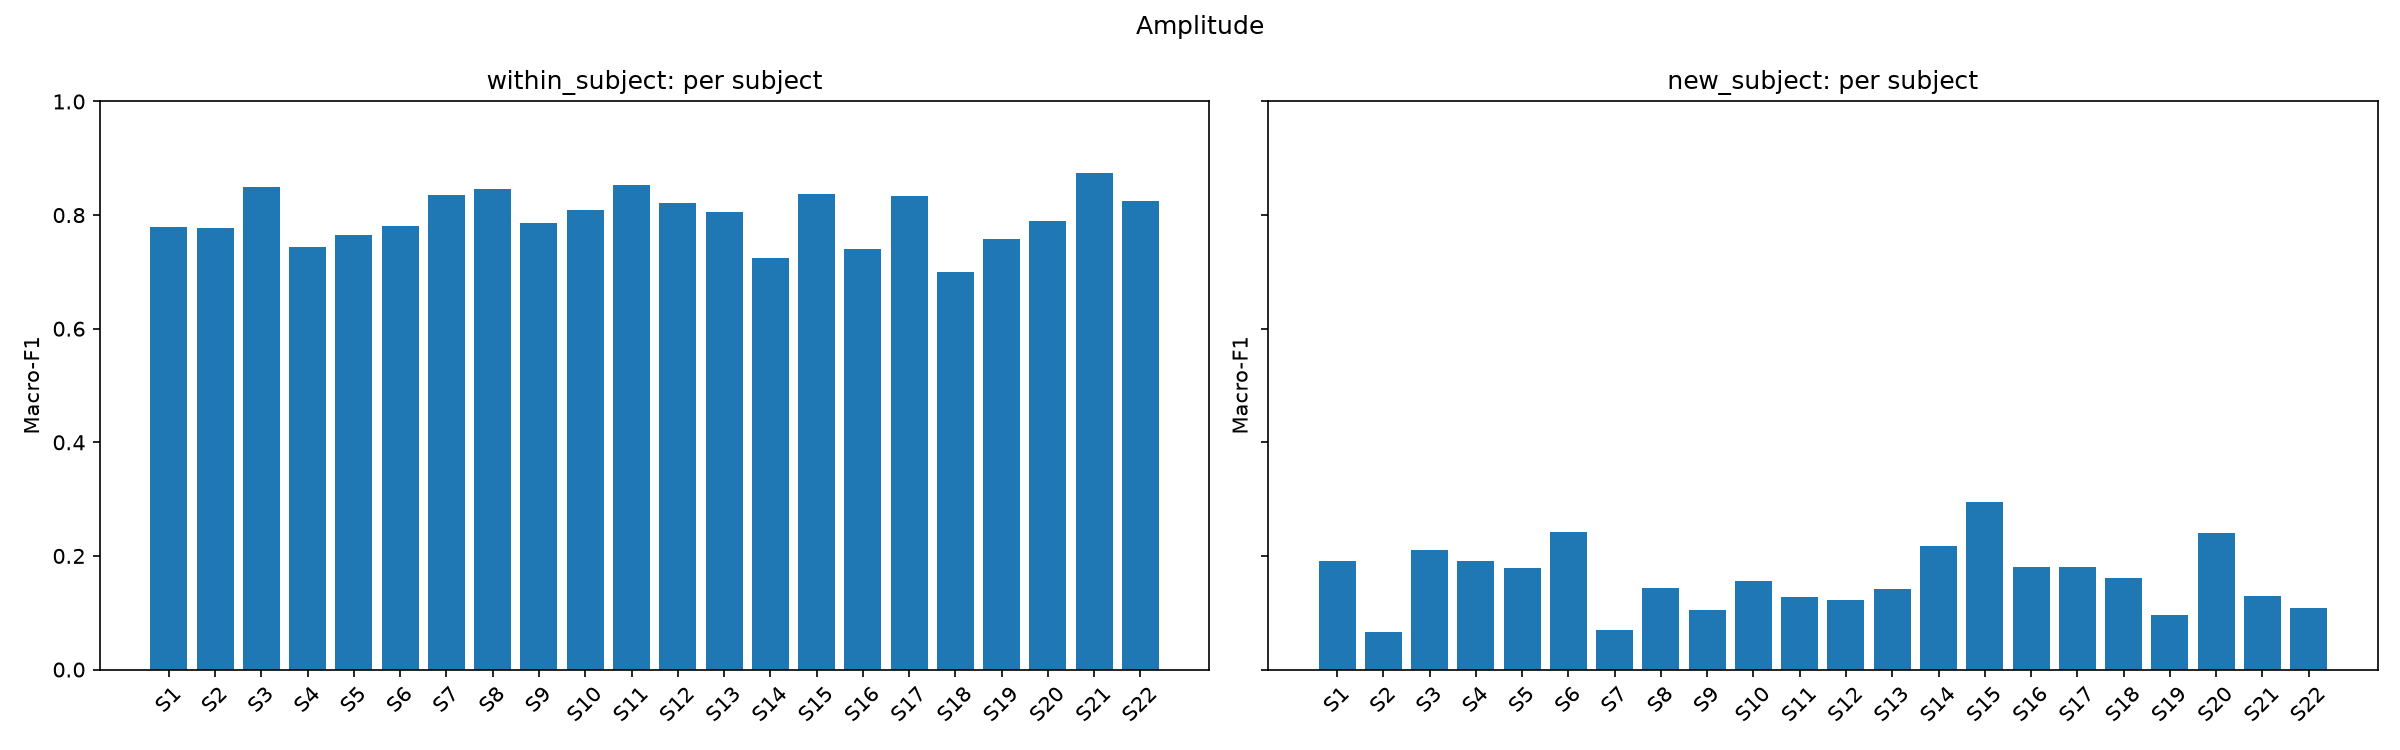 Amplitude
within_subject: per subject
Macro-F1
1.0
0.8
0.6
0.4
0.2
0.0
S1 S2 S3 S4 S5 S6 S7 S8 S9 S10 S11 S12 S13 S14 S15 S16 S17 S18 S19 S20 S21 S22
new_subject: per subject
Macro-F1
S1 S2 S3 S4 S5 S6 S7 S8 S9 S10 S11 S12 S13 S14 S15 S16 S17 S18 S19 S20 S21 S22